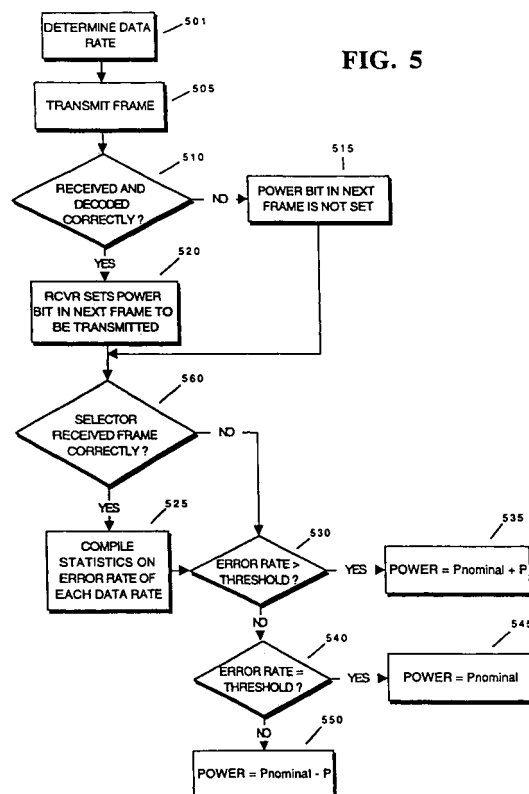 501
DETERMINE DATA
RATE
FIG. 5
505
TRANSMIT FRAME
510
RECEIVED AND
DECODED
CORRECTLY ?
NO
515
POWER BIT IN NEXT
FRAME IS NOT SET
YES
520
RCVR SETS POWER
BIT IN NEXT FRAME TO
BE TRANSMITTED
560
SELECTOR
RECEIVED FRAME
CORRECTLY ?
NO
YES
525
COMPILE
STATISTICS ON
ERROR RATE OF
EACH DATA RATE
530
ERROR RATE >
THRESHOLD ?
YES
535
POWER = Pnominal + P
NO
540
ERROR RATE =
THRESHOLD ?
YES
545
POWER = Pnominal
NO
550
POWER = Pnominal - P